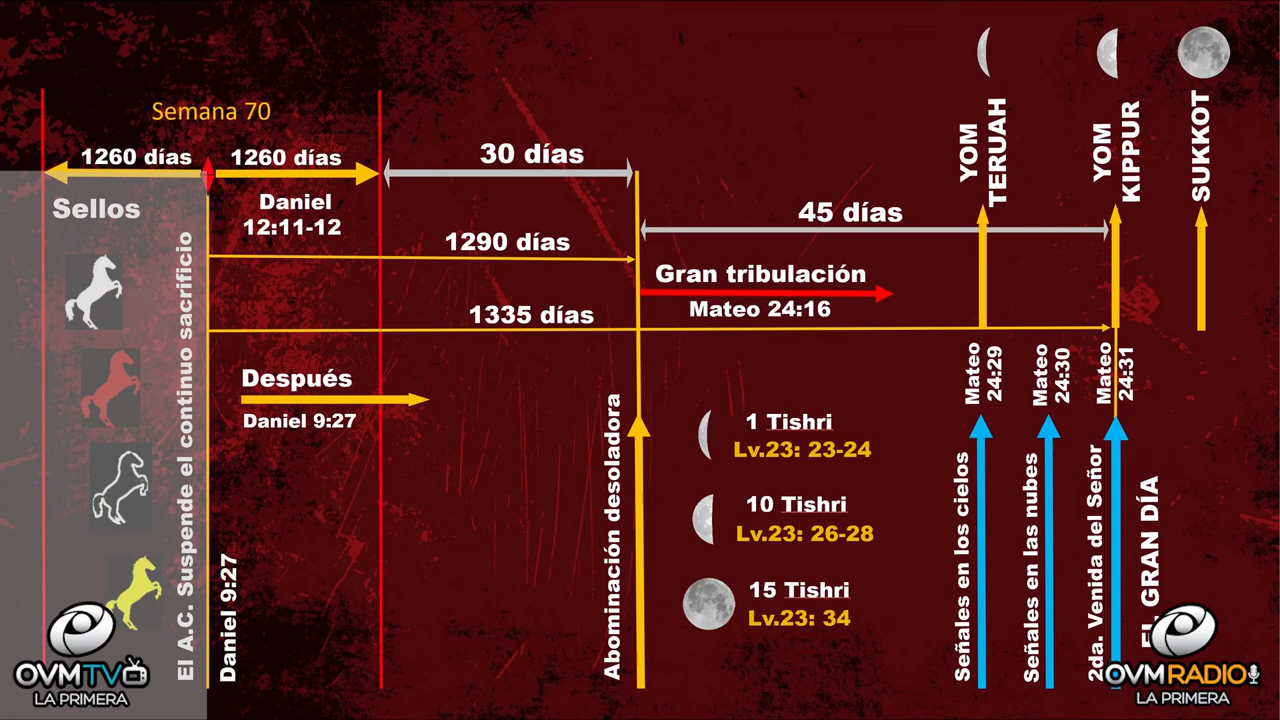 Semana 70
1260 días
1260 días
30 días
Sellos
Daniel
12:11-12
1290 días
45 días
Gran tribulación
Mateo 24:16
1335 días
Después
Daniel 9:27
El A.C. Suspende el continuo sacrificio
Daniel 9:27
Abominación desoladora
1 Tishri
Lv.23: 23-24
10 Tishri
Lv.23: 26-28
15 Tishri
Lv.23: 34
YOM
TERUAH
YOM
KIPPUR
SUKKOT
Mateo
24:29
Mateo
24:30
Mateo
24:31
Señales en los cielos
Señales en las nubes
2da. Venida del Señor
EL GRAN DÍA
OVMTV
LA PRIMERA
OVMRADIO
LA PRIMERA